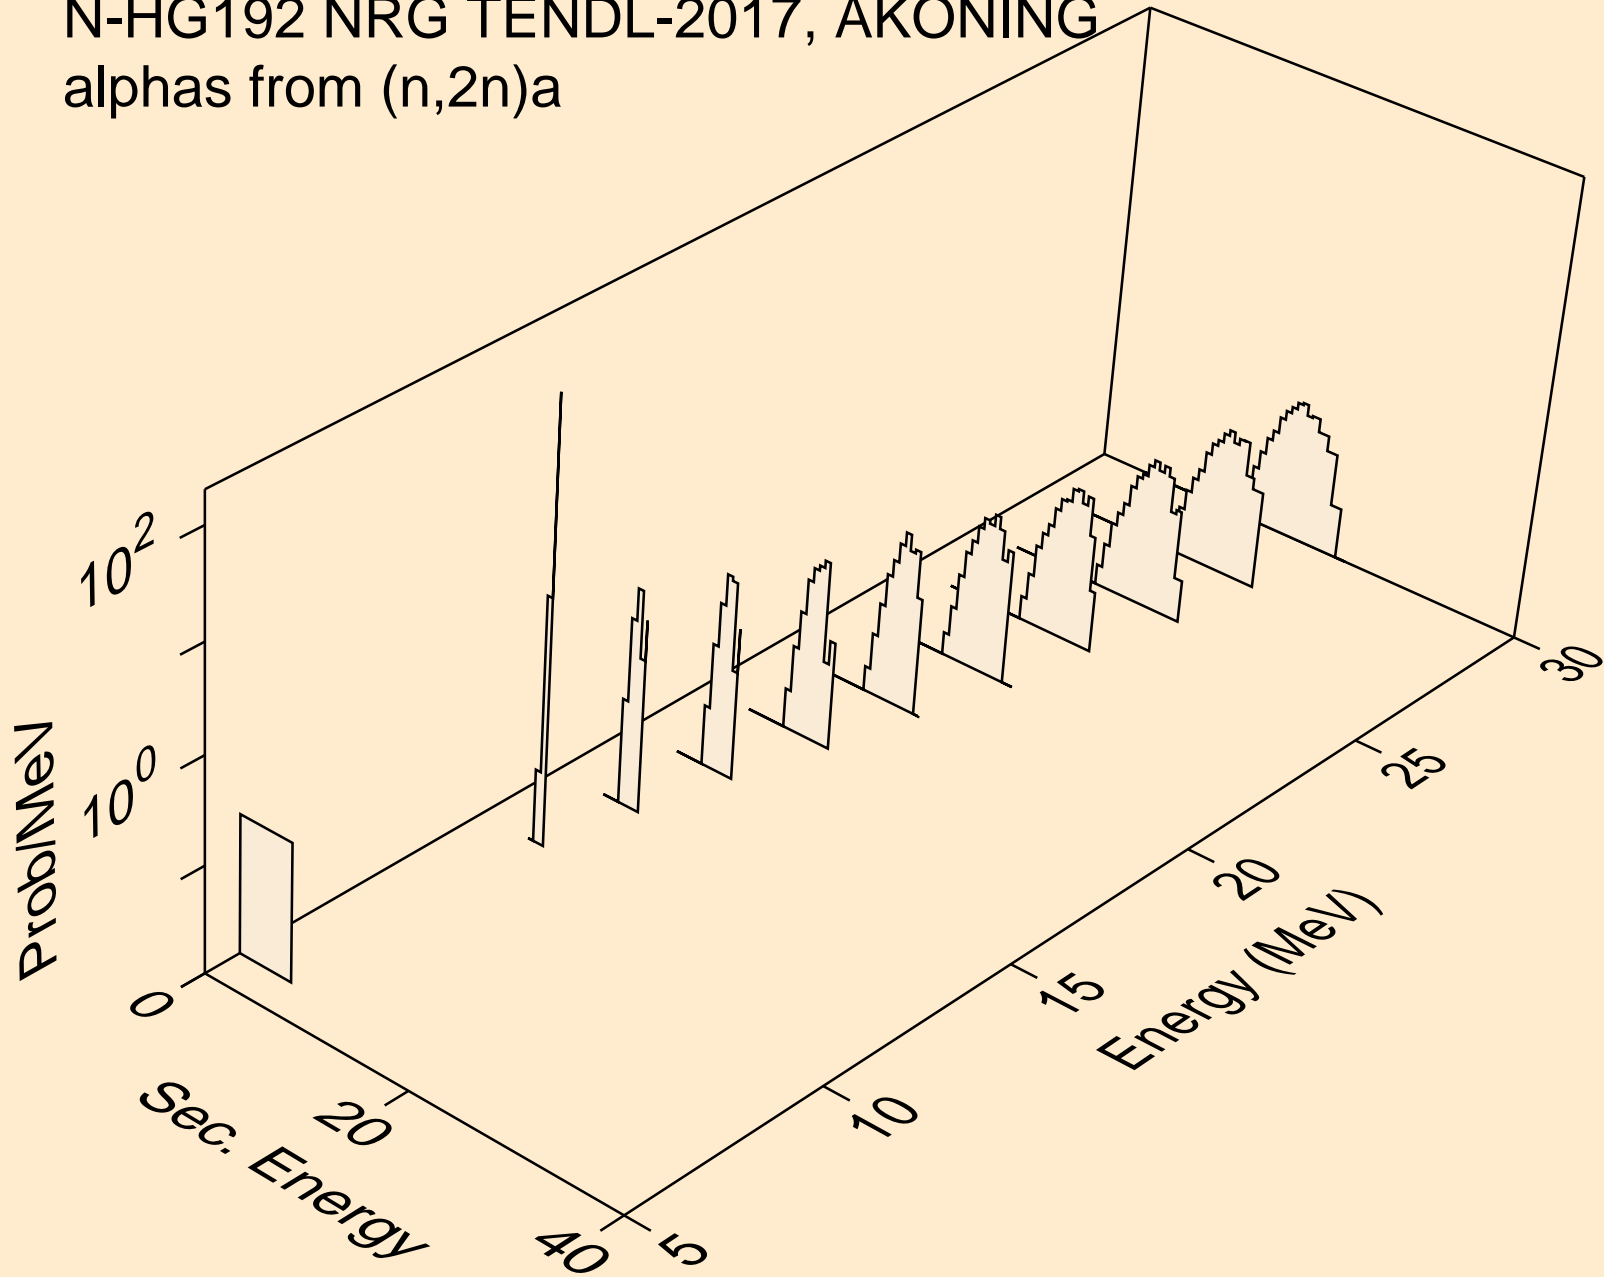 N-HG192 NRG TENDL-2017, AKONING
alphas from (n,2n)a
10^2
10^0
Prob/MeV
0
20
40
Sec. Energy
5
10
15
20
25
30
Energy (MeV)